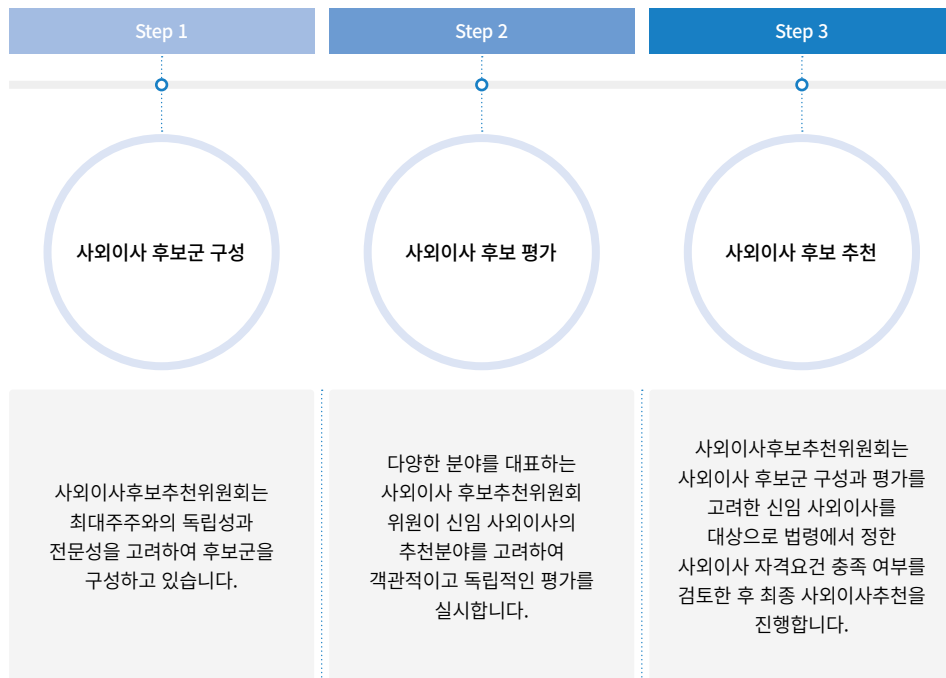 Step 1
Step 2
Step 3
사외이사 후보군 구성
사외이사 후보 평가
사외이사 후보 추천
사외이사후보추천위원회는
최대주주와의 독립성과
전문성을 고려하여 후보군을
구성하고 있습니다.
다양한 분야를 대표하는
사외이사 후보추천위원회
위원이 신임 사외이사의
추천분야를 고려하여
객관적이고 독립적인 평가를
실시합니다.
사외이사후보추천위원회는
사외이사 후보군 구성과 평가를
고려한 신임 사외이사를
대상으로 법령에서 정한
사외이사 자격요건 충족 여부를
검토한 후 최종 사외이사추천을
진행합니다.